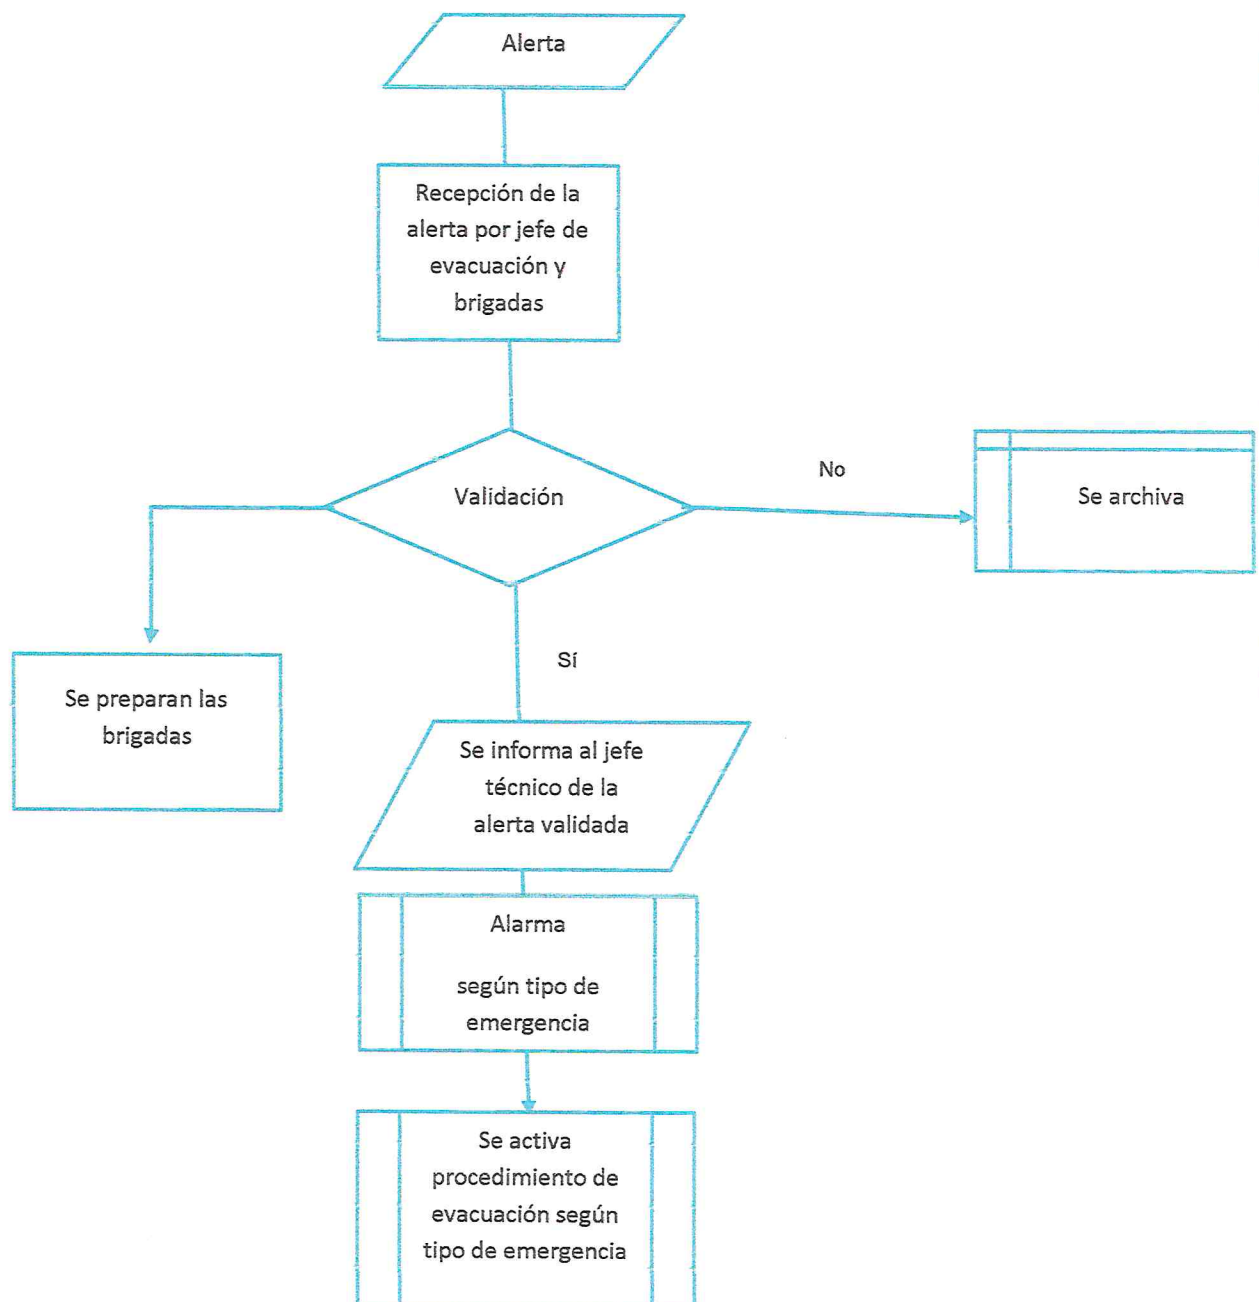 Alerta
Recepción de la
alerta por jefe de
evacuación y
brigadas
Validación
No
Se archiva
Sí
Se preparan las
brigadas
Se informa al jefe
técnico de la
alerta validada
Alarma
según tipo de
emergencia
Se activa
procedimiento de
evacuación según
tipo de emergencia